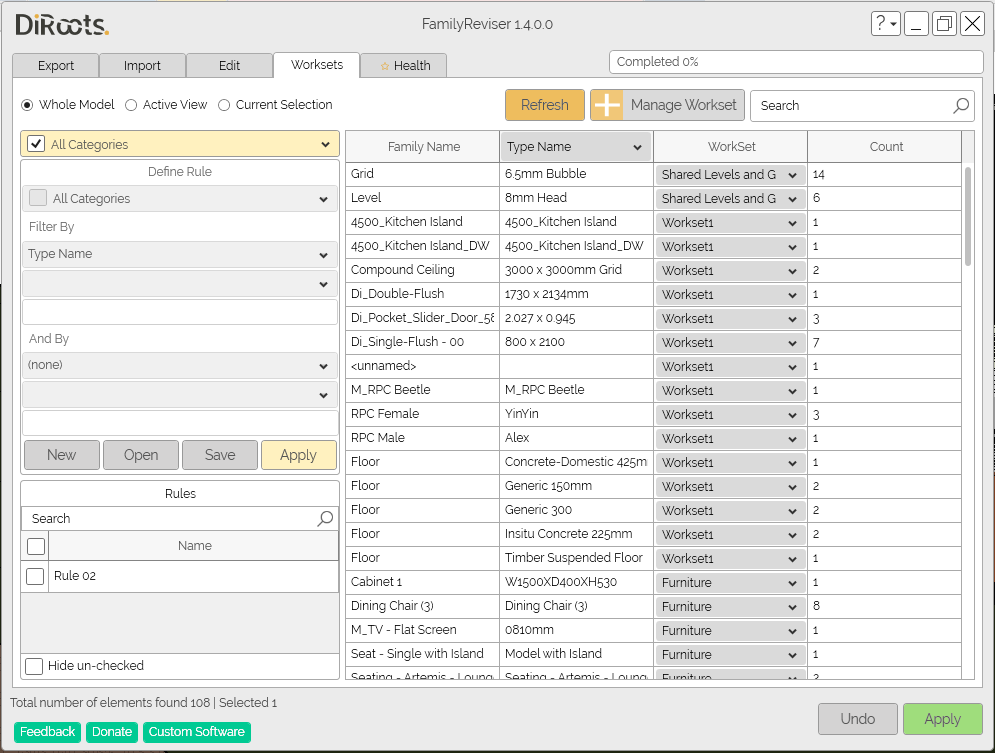 DiRoots.
FamilyReviser 1.4.0.0
?
Export Import Edit Worksets Health
Completed 0%
Whole Model Active View Current Selection
Refresh Manage Workset Search
All Categories
Define Rule
All Categories
Filter By
Type Name
And By
(none)
New Open Save Apply
Rules
Search
Name
Rule 02
Hide un-checked
Family Name Type Name WorkSet Count
Grid 6.5mm Bubble Shared Levels and G 14
Level 8mm Head Shared Levels and G 6
4500_Kitchen Island 4500_Kitchen Island Workset1 1
4500_Kitchen Island_DW 4500_Kitchen Island_DW Workset1 1
Compound Ceiling 3000 x 3000mm Grid Workset1 2
Di_Double-Flush 1730 x 2134mm Workset1 1
Di_Pocket_Slider_Door_56 2.027 x 0.945 Workset1 3
Di_Single-Flush - 00 800 x 2100 Workset1 7
<unnamed> Workset1 1
M_RPC Beetle M_RPC Beetle Workset1 1
RPC Female YinYin Workset1 3
RPC Male Alex Workset1 1
Floor Concrete-Domestic 425m Workset1 1
Floor Generic 150mm Workset1 2
Floor Generic 300 Workset1 2
Floor Insitu Concrete 225mm Workset1 2
Floor Timber Suspended Floor Workset1 1
Cabinet 1 W1500XD400XH530 Furniture 1
Dining Chair (3) Dining Chair (3) Furniture 8
M_TV - Flat Screen 0810mm Furniture 1
Seat - Single with Island Model with Island Furniture 1
Seating - Artemis - Loung Seating - Artemis - Loung Furniture 2
Total number of elements found 108 | Selected 1
Feedback Donate Custom Software
Undo Apply